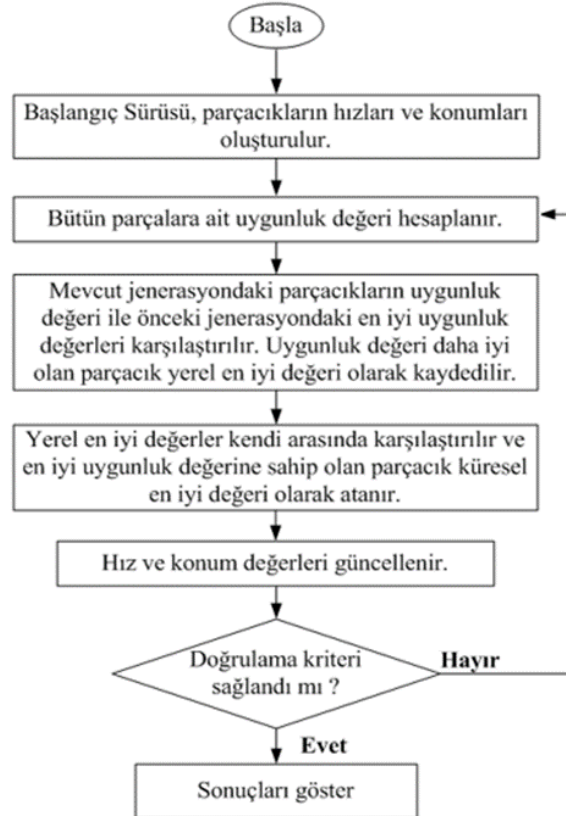 Başla
Başlangıç Sürüsü, parçacıkların hızları ve konumları
oluşturulur.
Bütün parçalara ait uygunluk değeri hesaplanır.
Mevcut jenerasyondaki parçacıkların uygunluk
değeri ile önceki jenerasyondaki en iyi uygunluk
değerleri karşılaştırılır. Uygunluk değeri daha iyi
olan parçacık yerel en iyi değeri olarak kaydedilir.
Yerel en iyi değerler kendi arasında karşılaştırılır ve
en iyi uygunluk değerine sahip olan parçacık küresel
en iyi değeri olarak atanır.
Hız ve konum değerleri güncellenir.
Doğrulama kriteri
sağlandı mı ?
Hayır
Evet
Sonuçları göster